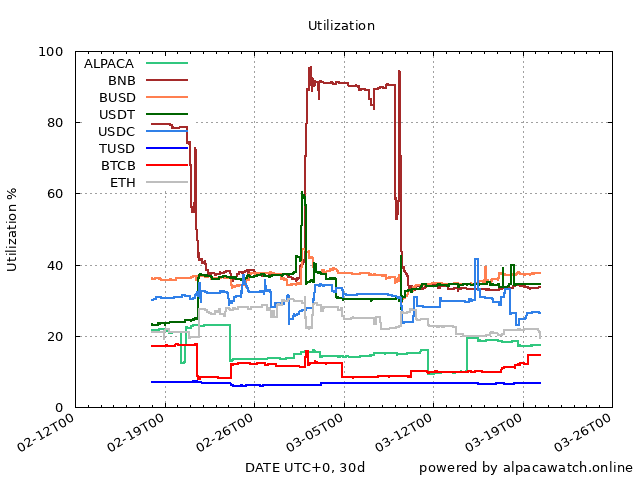 Utilization
100
80
60
40
20
0
Utilization %
ALPACA
BNB
BUSD
USDT
USDC
TUSD
BTCB
ETH
02-12T00
02-19T00
02-26T00
03-05T00
03-12T00
03-19T00
03-26T00
DATE UTC+0, 30d
powered by alpacawatch.online